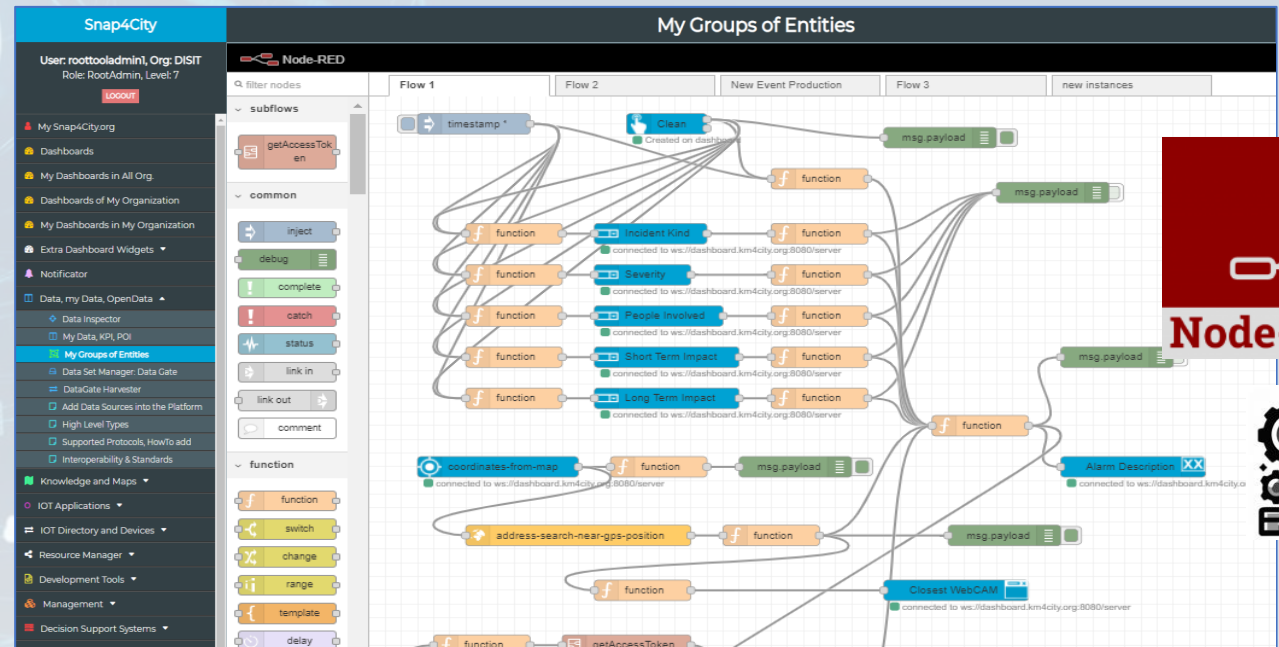 Snap4City
My Groups of Entities
User: roottooladmin1, Org: DISIT
Role: RootAdmin, Level: 7
LOGOUT
My Snap4City.org
Dashboards
My Dashboards in All Org.
Dashboards of My Organization
My Dashboards in My Organization
Extra Dashboard Widgets
Notificator
Data, my Data, OpenData
Data Inspector
My Data, KPI, POI
My Groups of Entities
Data Set Manager: Data Gate
DataGate Harvester
Add Data Sources into the Platform
High Level Types
Supported Protocols, HowTo add
Interoperability & Standards
Knowledge and Maps
IOT Applications
IOT Directory and Devices
Resource Manager
Development Tools
Management
Decision Support Systems
Node-RED
filter nodes
subflows
getAccessTok
en
common
inject
debug
complete
catch
status
link in
link out
comment
function
function
switch
change
range
template
delay
Flow 1
Flow 2
New Event Production
Flow 3
new instances
timestamp *
Clean
Created on dashboard
msg.payload
function
msg.payload
function
Incident Kind
function
connected to ws://dashboard.km4city.org:8080/server
function
Severity
function
connected to ws://dashboard.km4city.org:8080/server
function
People Involved
function
connected to ws://dashboard.km4city.org:8080/server
function
Short Term Impact
function
msg.payload
connected to ws://dashboard.km4city.org:8080/server
function
Long Term Impact
function
connected to ws://dashboard.km4city.org:8080/server
function
coordinates-from-map
function
msg.payload
Alarm Description
XX
connected to ws://dashboard.km4city.org:8080/server
connected to ws://dashboard.km4city.o
address-search-near-gps-position
function
msg.payload
function
Closest WebCAM
connected to ws://dashboard.km4city.org:8080/server
function
getAccessToken
Node